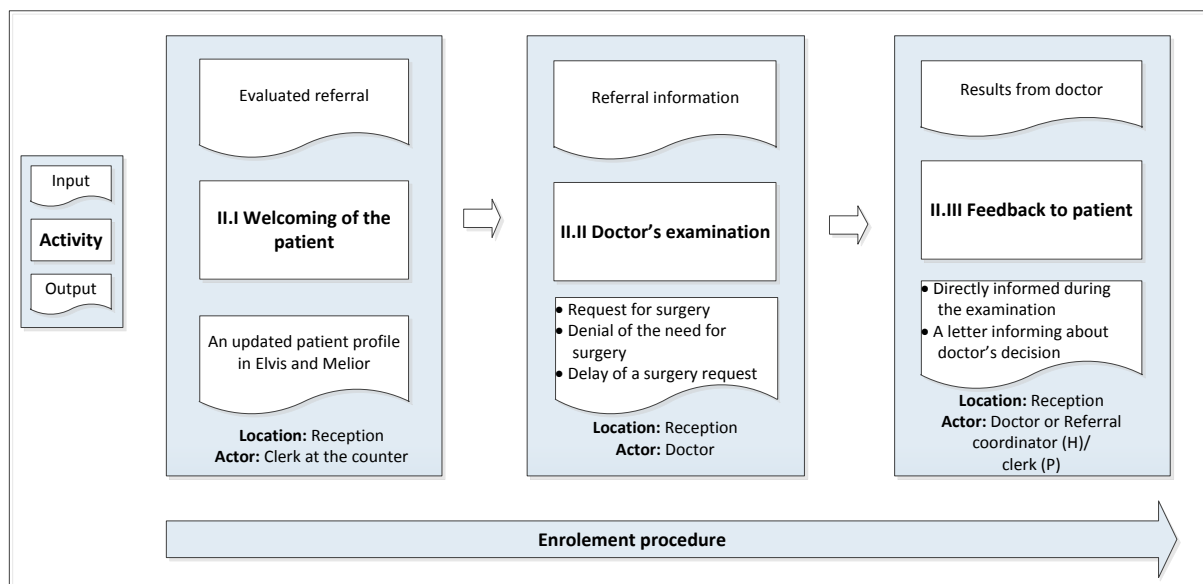 Input
Activity
Output
Evaluated referral
II.I Welcoming of the
patient
An updated patient profile
in Elvis and Melior
Location: Reception
Actor: Clerk at the counter
Referral information
II.II Doctor's examination
• Request for surgery
• Denial of the need for
surgery
• Delay of a surgery request
Location: Reception
Actor: Doctor
Results from doctor
II.III Feedback to patient
• Directly informed during
the examination
• A letter informing about
doctor's decision
Location: Reception
Actor: Doctor or Referral
coordinator (H)/
clerk (P)
Enrolement procedure